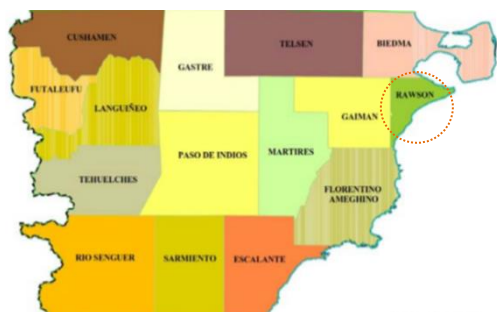 CUSHAMEN
TELSEN
BIEDMA
GASTRE
FUTALEUFU
LANGUIÑEO
RAWSON
GAIMAN
PASO DE INDIOS
MARTIRES
TEHUELCHES
FLORENTINO
AMEGHINO
RIO SENGUER
SARMIENTO
ESCALANTE